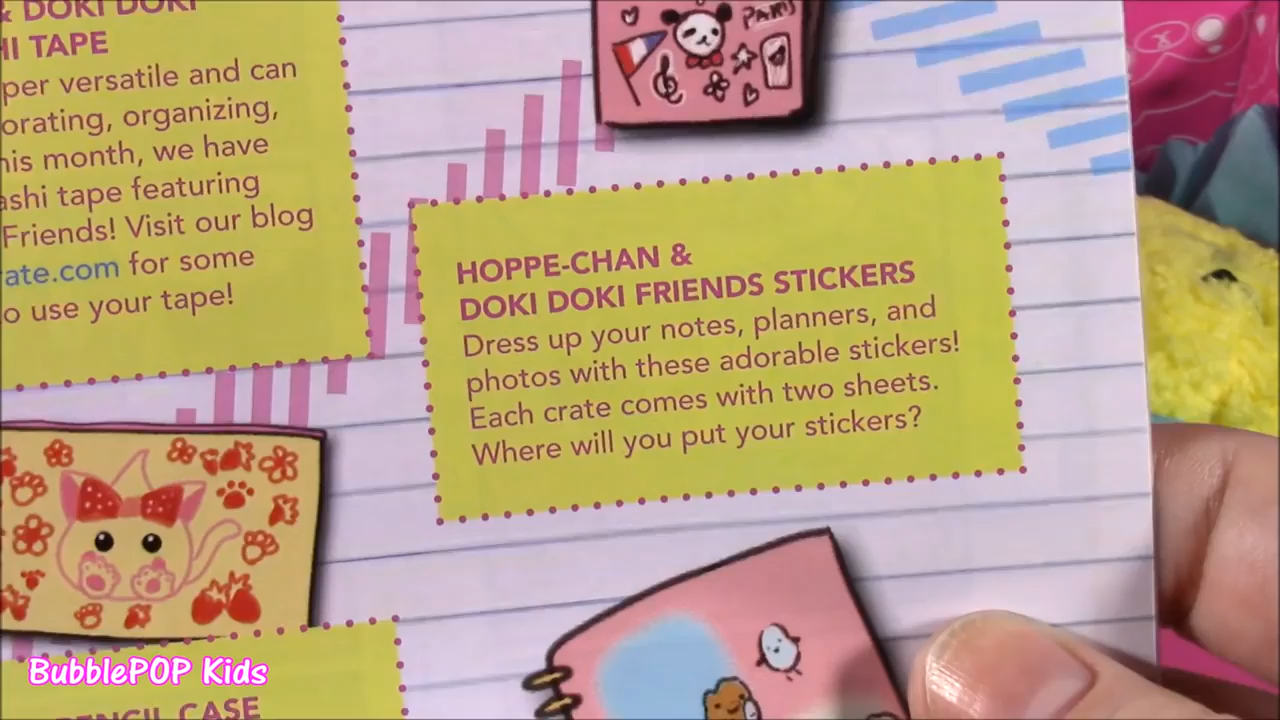 & DOKI DOKI
HI TAPE
per versatile and can
orating, organizing,
his month, we have
ashi tape featuring
Friends! Visit our blog
ate.com for some
o use your tape!
PARIS
HOPPE-CHAN &
DOKI DOKI FRIENDS STICKERS
Dress up your notes, planners, and
photos with these adorable stickers!
Each crate comes with two sheets.
Where will you put your stickers?
BubblePOP Kids
PENCIL CASE